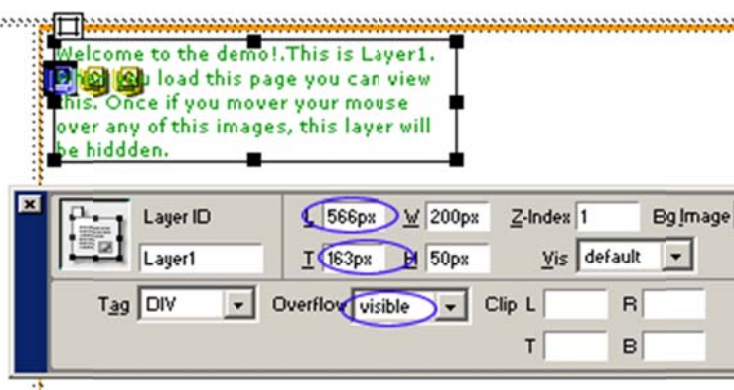 Welcome to the demo!.This is Layer1.
you load this page you can view
this. Once if you mover your mouse
over any of this images, this layer will
be hiddden.
Layer ID
L 566px W 200px Z-Index 1 Bg Image
Layer1
T 163px H 50px Vis default
Tag DIV Overflow visible Clip L R
T B